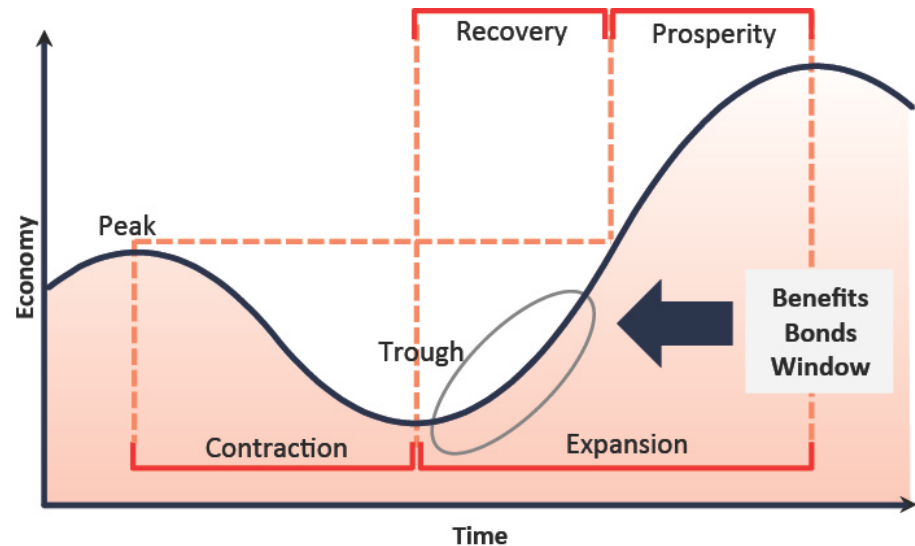 Recovery
Prosperity
Peak
Economy
Trough
Benefits
Bonds
Window
Contraction
Expansion
Time